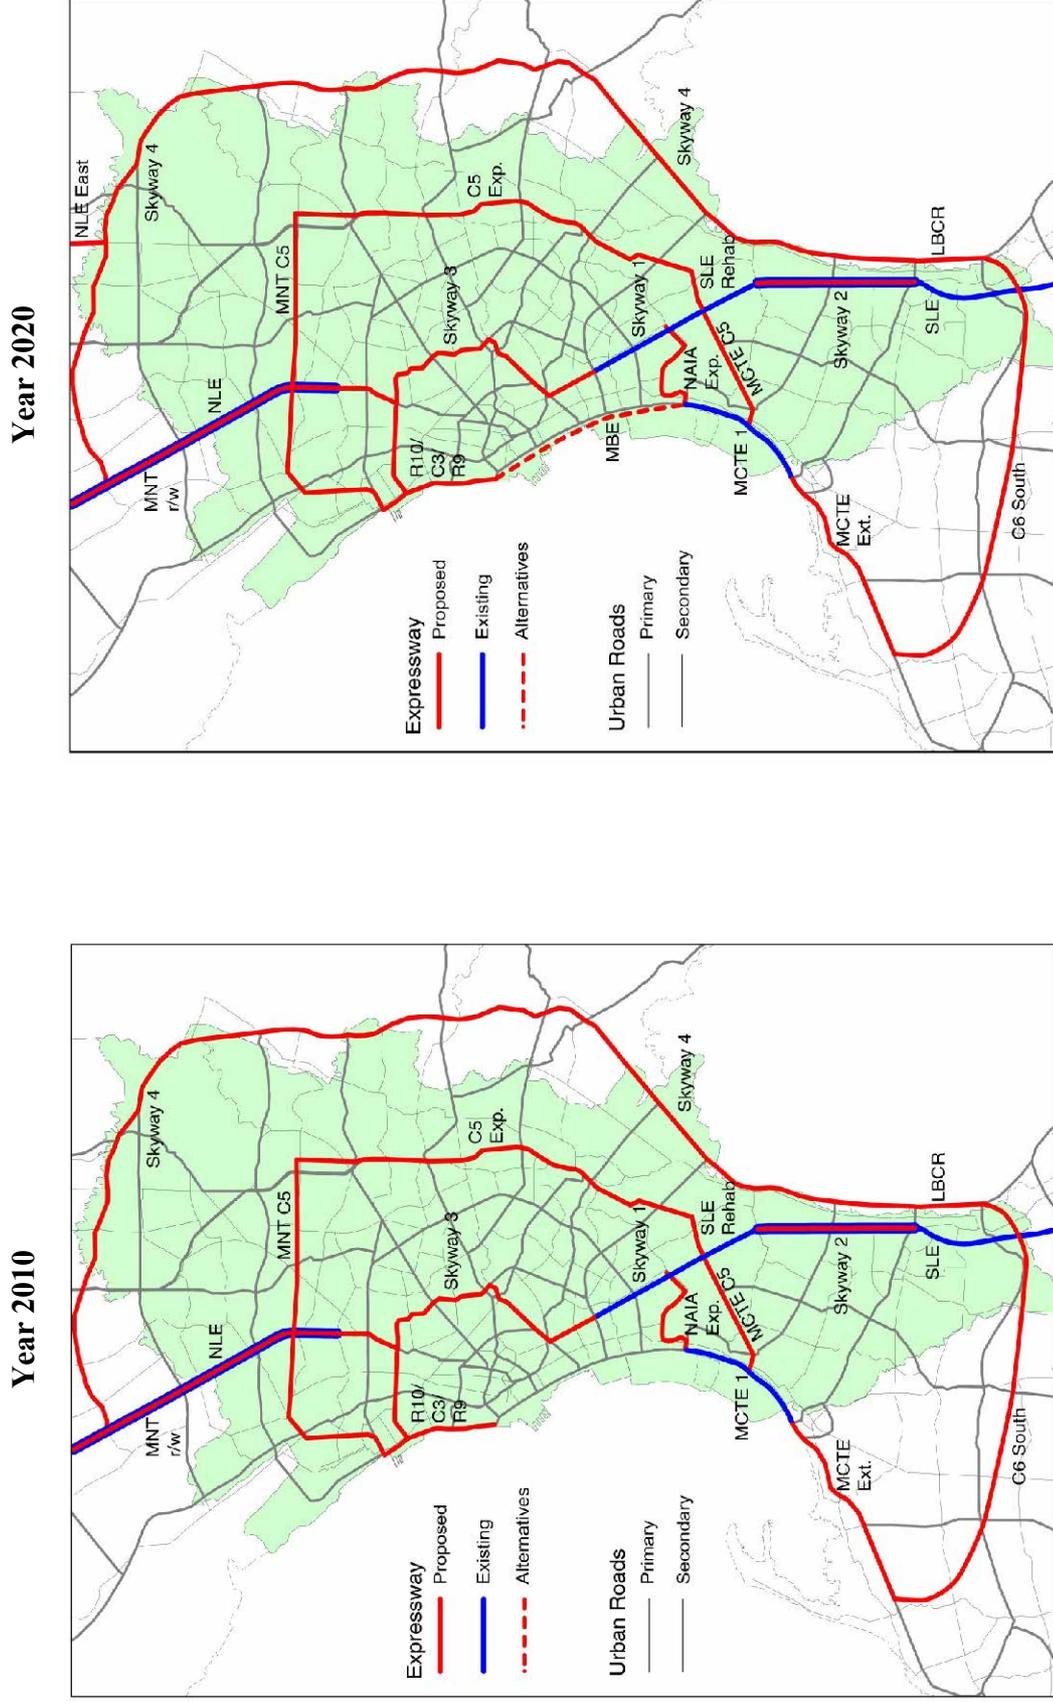 Year 2010
MNT
r/w
NLE
MNT C5
Skyway 4
R10/
C3/
R9
Skyway 3
C5
Exp.
Skyway 1
NAIA
Exp.
SLE
Rehab
MCTE C5
Skyway 4
MCTE 1
MCTE
Ext.
Skyway 2
SLE
LBCR
C6 South
Expressway
Proposed
Existing
Alternatives
Urban Roads
Primary
Secondary
Year 2020
MNT
r/w
NLE
MNT C5
Skyway 4
NLE East
R10/
C3/
R9
Skyway 3
C5
Exp.
MBE
Skyway 1
NAIA
Exp.
SLE
Rehab
MCTE C5
Skyway 4
MCTE 1
MCTE
Ext.
Skyway 2
SLE
LBCR
C6 South
Expressway
Proposed
Existing
Alternatives
Urban Roads
Primary
Secondary